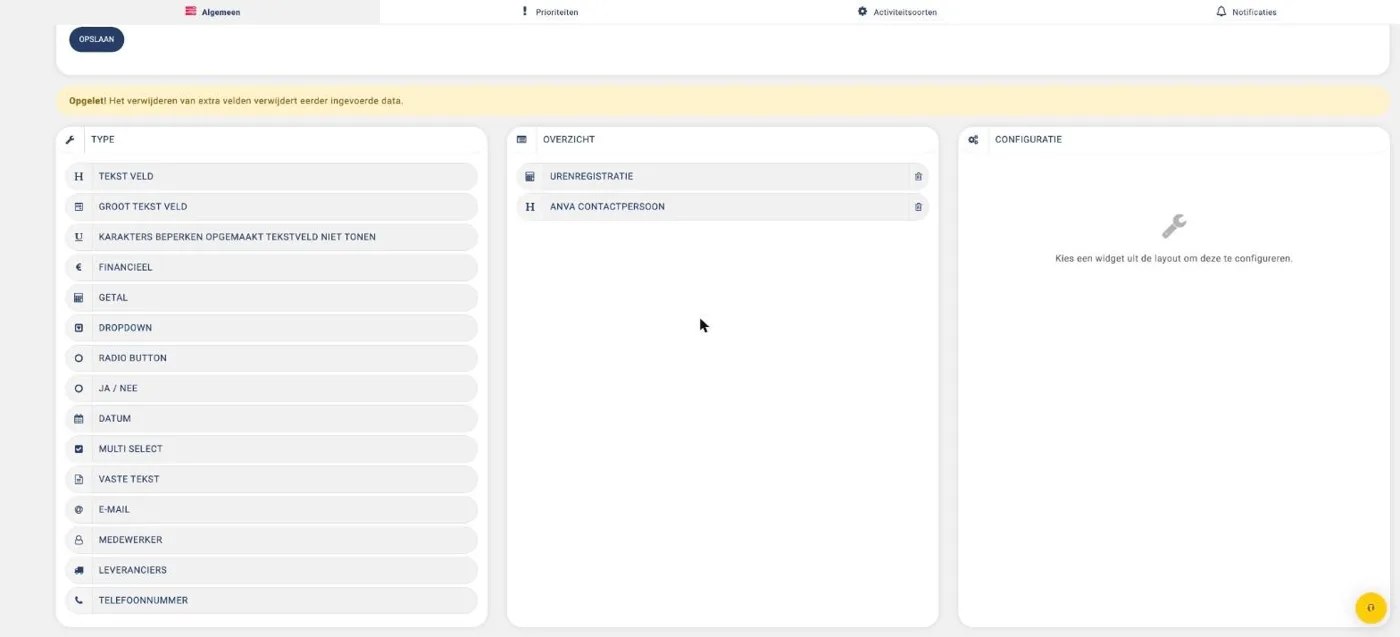 Algemeen
Prioriteiten
Activiteitsoorten
Notificaties
OPSLAAN
Opgelet! Het verwijderen van extra velden verwijdert eerder ingevoerde data.
TYPE
TEKST VELD
GROOT TEKST VELD
KARAKTERS BEPERKEN OPGEMAAKT TEKSTVELD NIET TONEN
FINANCIEEL
GETAL
DROPDOWN
RADIO BUTTON
JA / NEE
DATUM
MULTI SELECT
VASTE TEKST
E-MAIL
MEDEWERKER
LEVERANCIERS
TELEFOONNUMMER
OVERZICHT
URENREGISTRATIE
ANVA CONTACTPERSOON
CONFIGURATIE
Kies een widget uit de layout om deze te configureren.